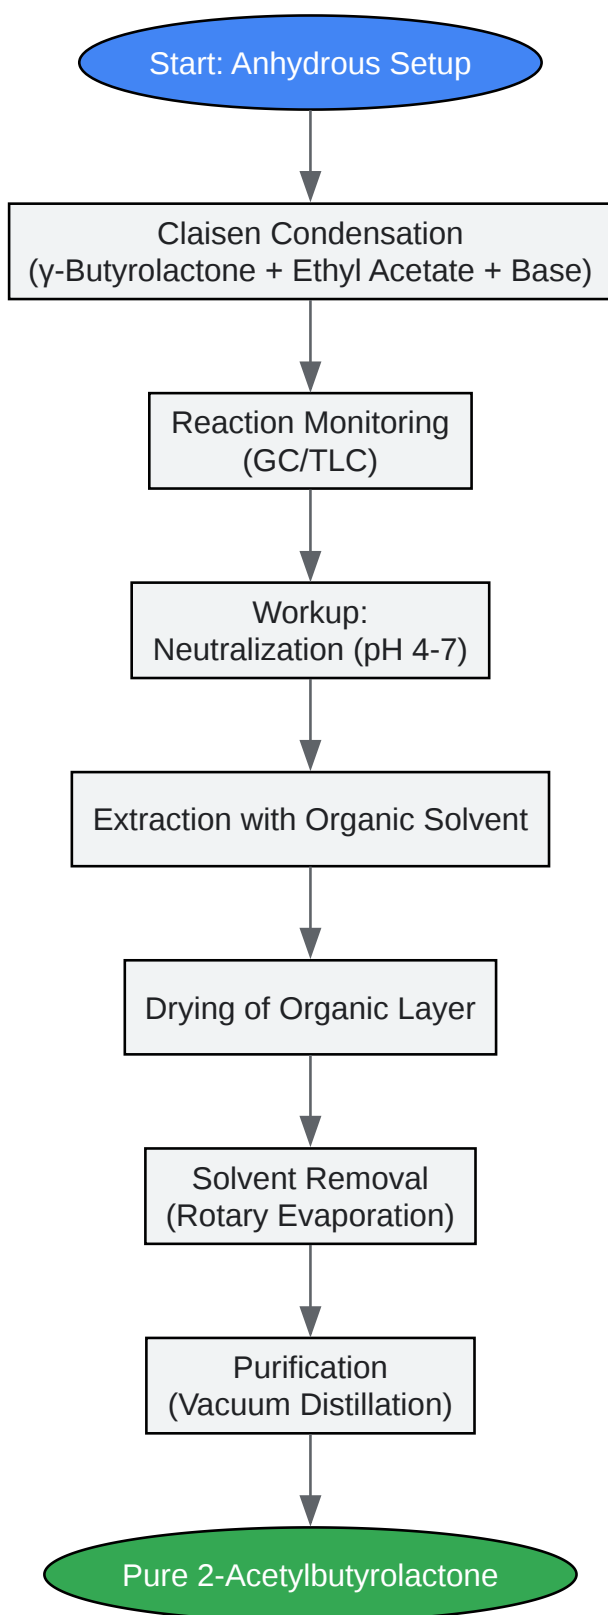 Start: Anhydrous Setup
Claisen Condensation
(γ-Butyrolactone + Ethyl Acetate + Base)
Reaction Monitoring
(GC/TLC)
Workup:
Neutralization (pH 4-7)
Extraction with Organic Solvent
Drying of Organic Layer
Solvent Removal
(Rotary Evaporation)
Purification
(Vacuum Distillation)
Pure 2-Acetylbutyrolactone